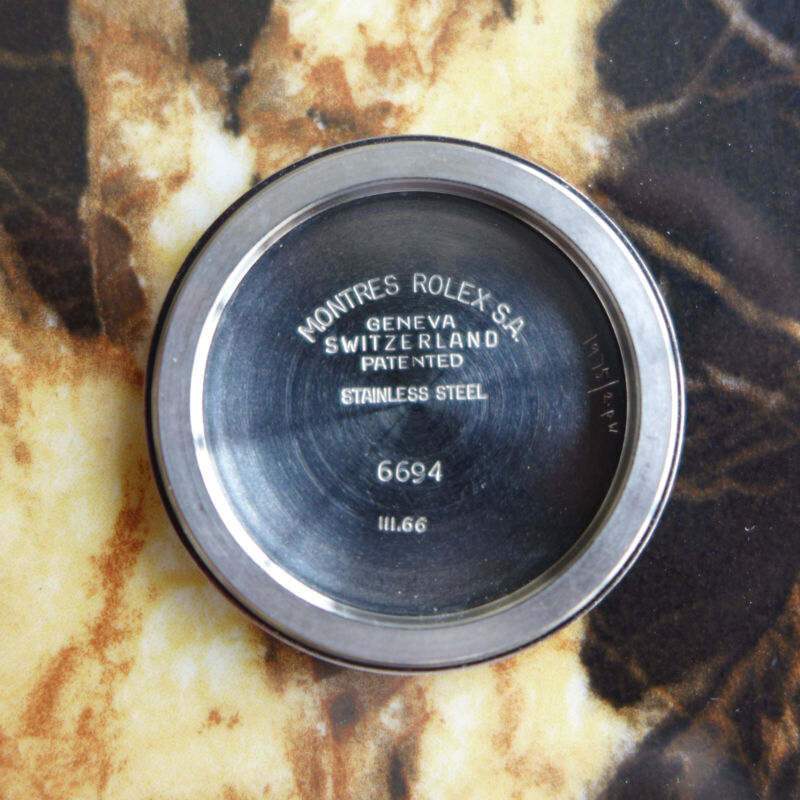 MONTRES ROLEX S.A.
GENEVA
SWITZERLAND
PATENTED
STAINLESS STEEL
6694
III.66